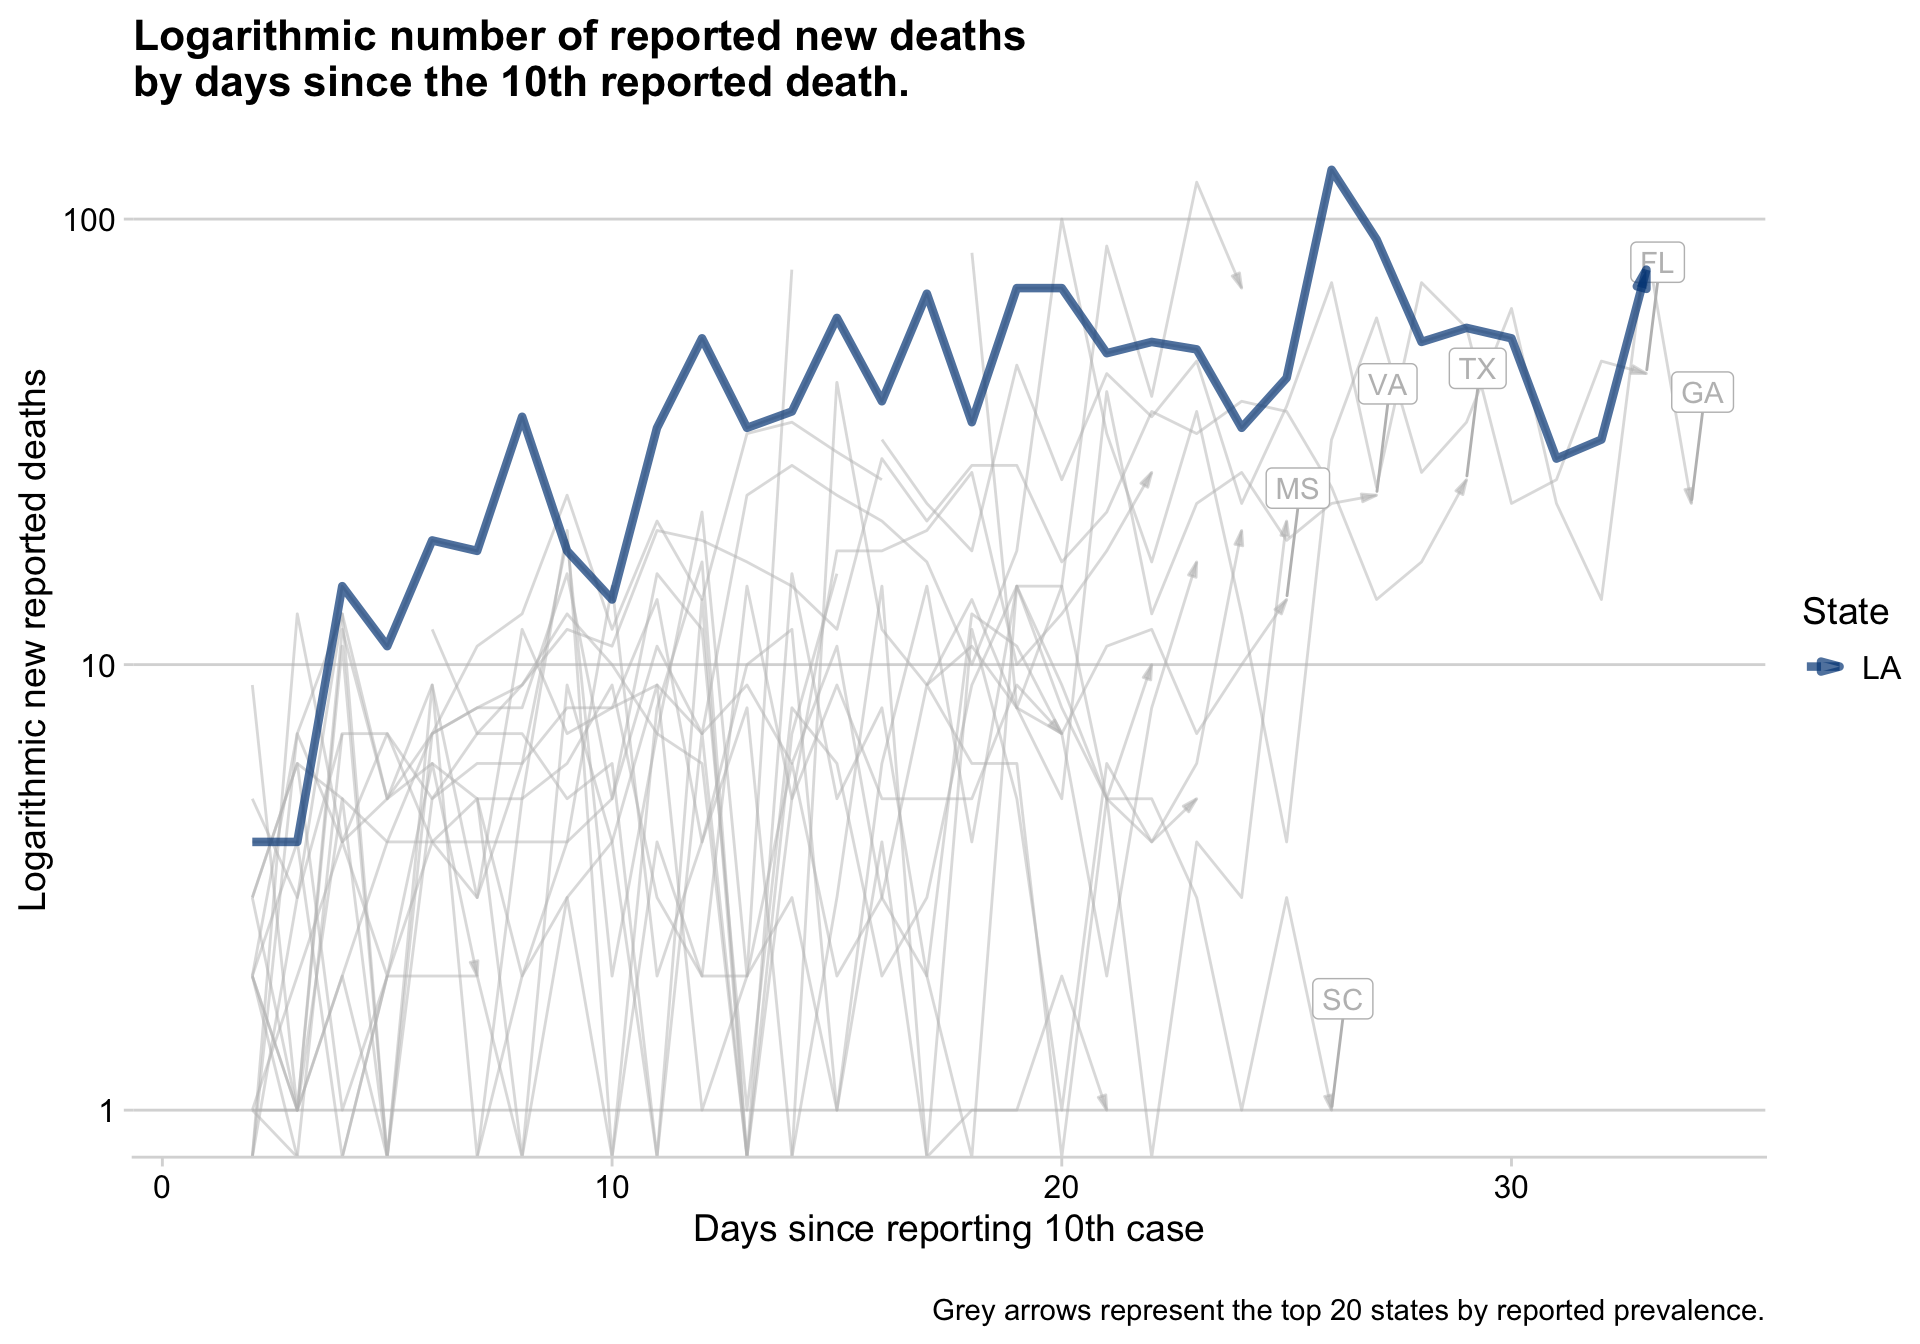 Logarithmic number of reported new deaths
by days since the 10th reported death.
Logarithmic new reported deaths
100
10
1
FL
VA
TX
GA
MS
SC
State
LA
0
10
20
30
Days since reporting 10th case
Grey arrows represent the top 20 states by reported prevalence.